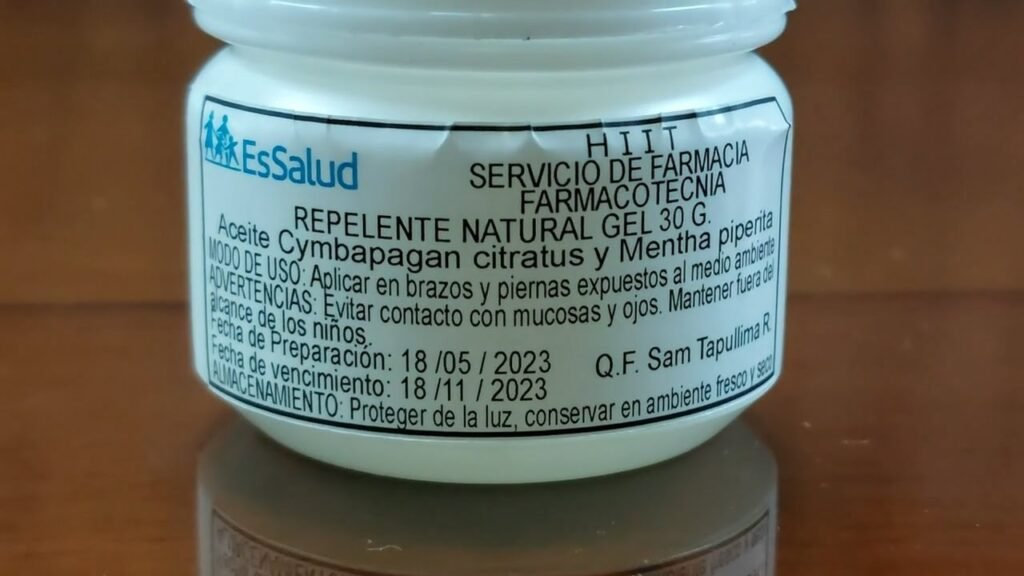 EsSalud
H I I T
SERVICIO DE FARMACIA
FARMACOTECNIA
REPELENTE NATURAL GEL 30 G.
Aceite Cymbapagan citratus y Mentha piperita
MODO DE USO: Aplicar en brazos y piernas expuestos al medio ambiente
ADVERTENCIAS: Evitar contacto con mucosas y ojos. Mantener fuera del
alcance de los niños.
Fecha de Preparación: 18 /05 / 2023
Q.F. Sam Tapullima R.
Fecha de vencimiento: 18 /11 / 2023
ALMACENAMIENTO: Proteger de la luz, conservar en ambiente fresco y seco